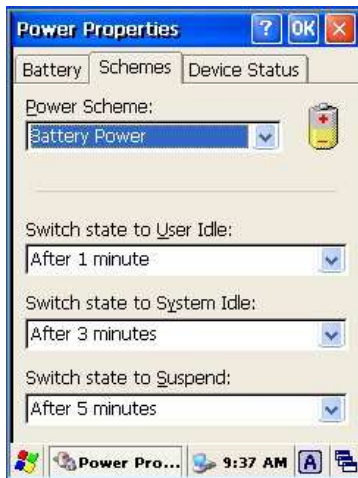 Power Properties ? OK ×
Battery Schemes Device Status
Power Scheme:
Battery Power
Switch state to User Idle:
After 1 minute
Switch state to System Idle:
After 3 minutes
Switch state to Suspend:
After 5 minutes
Power Pro... 9:37 AM A